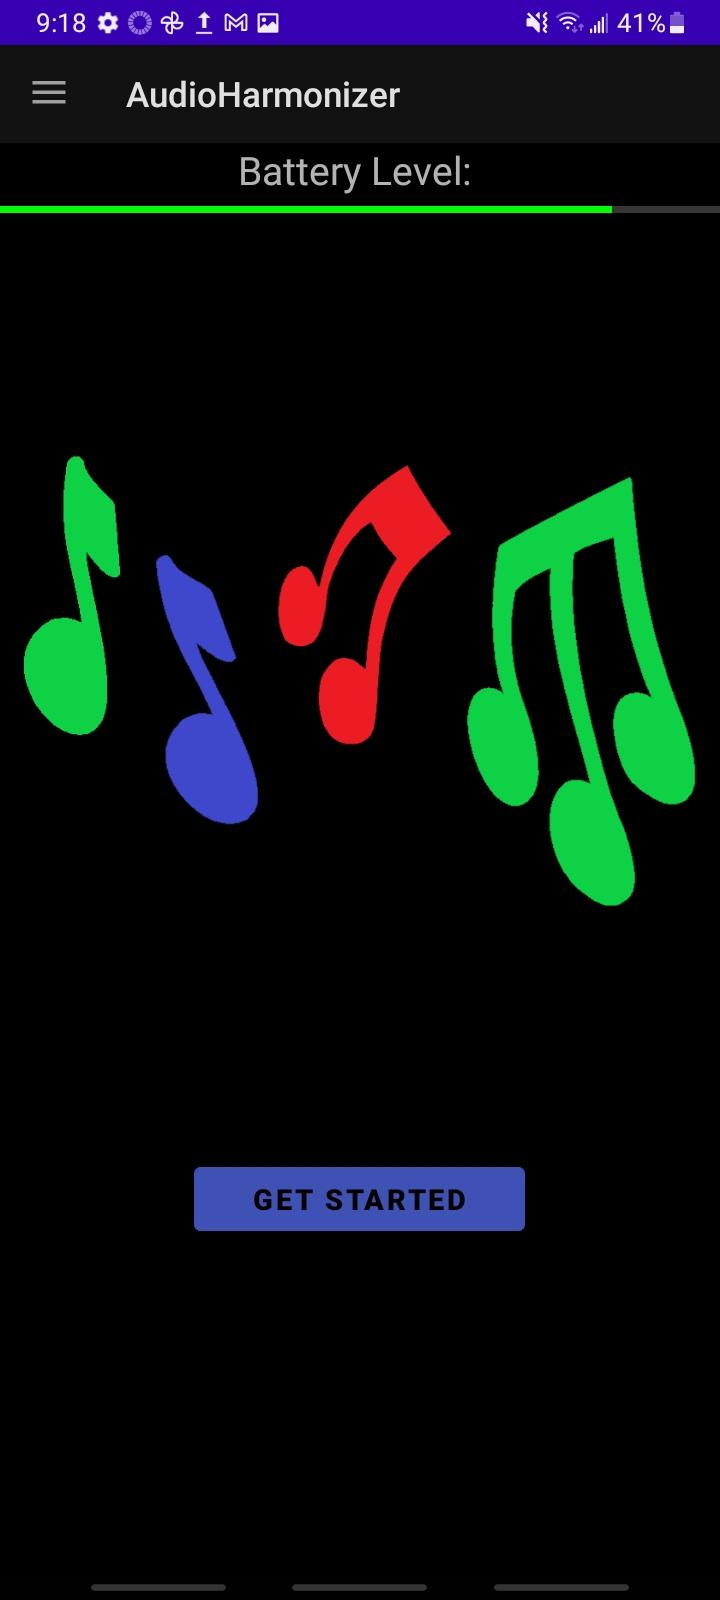 9:18 41%
AudioHarmonizer
Battery Level:
GET STARTED